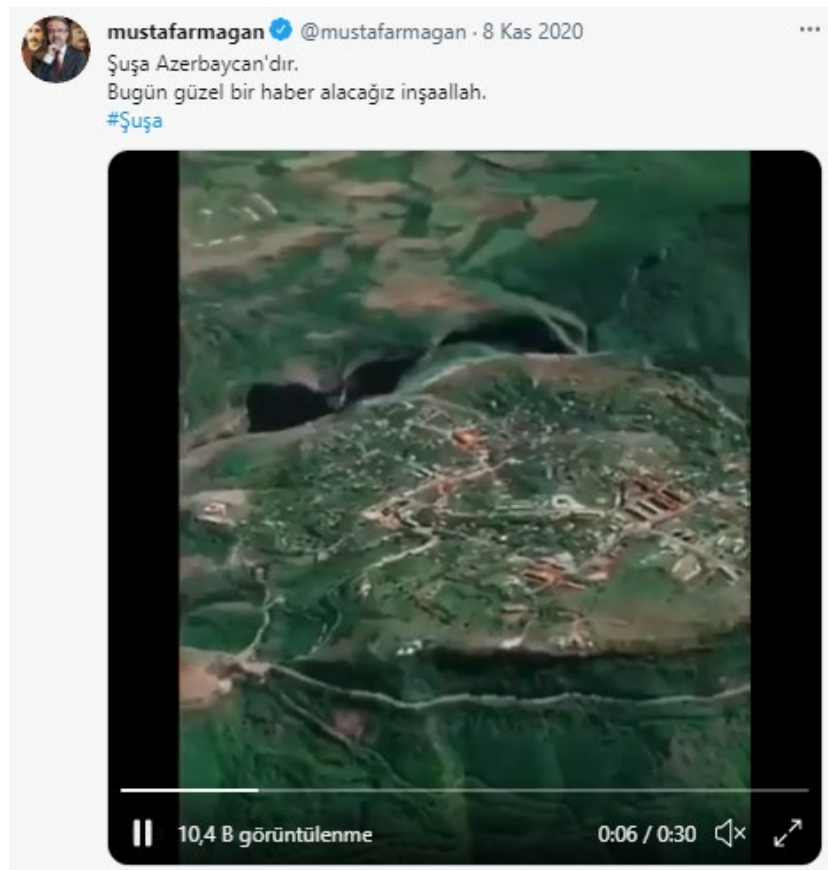 mustafarmagan @mustafarmagan · 8 Kas 2020
Şuşa Azerbaycan'dır.
Bugün güzel bir haber alacağız inşaallah.
#Şuşa
10,4 B görüntülenme 0:06 / 0:30